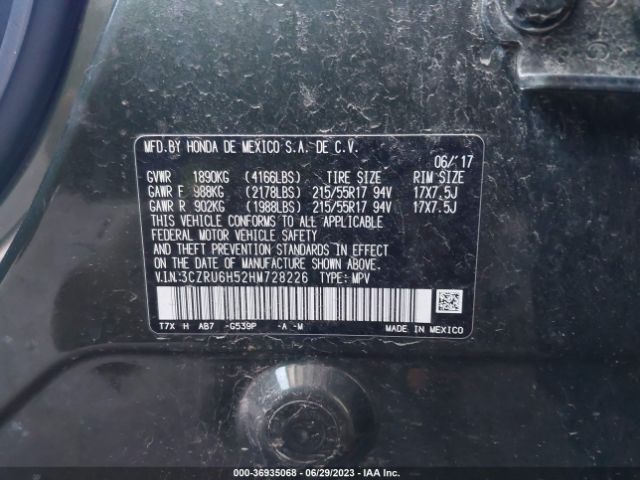 MFD.BY HONDA DE MEXICO S.A. DE C.V.
06/'17
GVWR 1890KG (4166LBS) TIRE SIZE RIM SIZE
GAWR F 988KG (2178LBS) 215/55R17 94V 17X7.5J
GAWR R 902KG (1988LBS) 215/55R17 94V 17X7.5J
THIS VEHICLE CONFORMS TO ALL APPLICABLE
FEDERAL MOTOR VEHICLE SAFETY
AND THEFT PREVENTION STANDARDS IN EFFECT
ON THE DATE OF MANUFACTURE SHOWN ABOVE.
V.I.N:3CZRU6H52HM728226 TYPE: MPV
T7X H AB7 -G539P -A -M MADE IN MEXICO
000-36935068 - 06/29/2023 - IAA Inc.